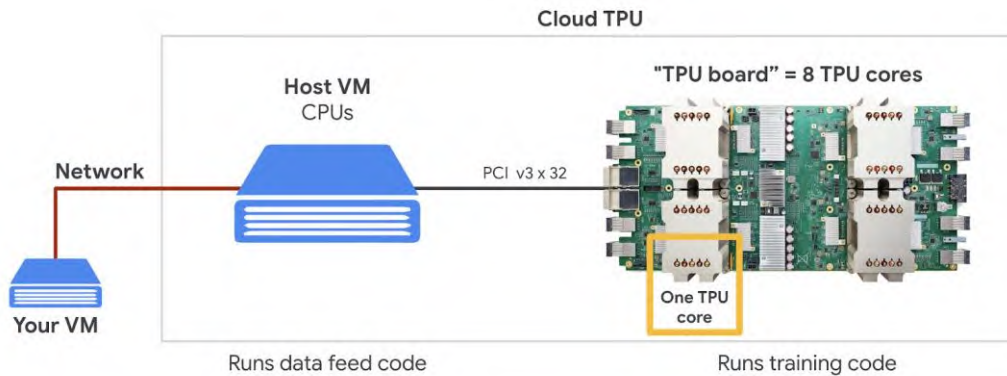 Cloud TPU
Host VM
CPUs
"TPU board” = 8 TPU cores
Network
PCI v3 x 32
One TPU
core
Your VM
Runs data feed code
Runs training code